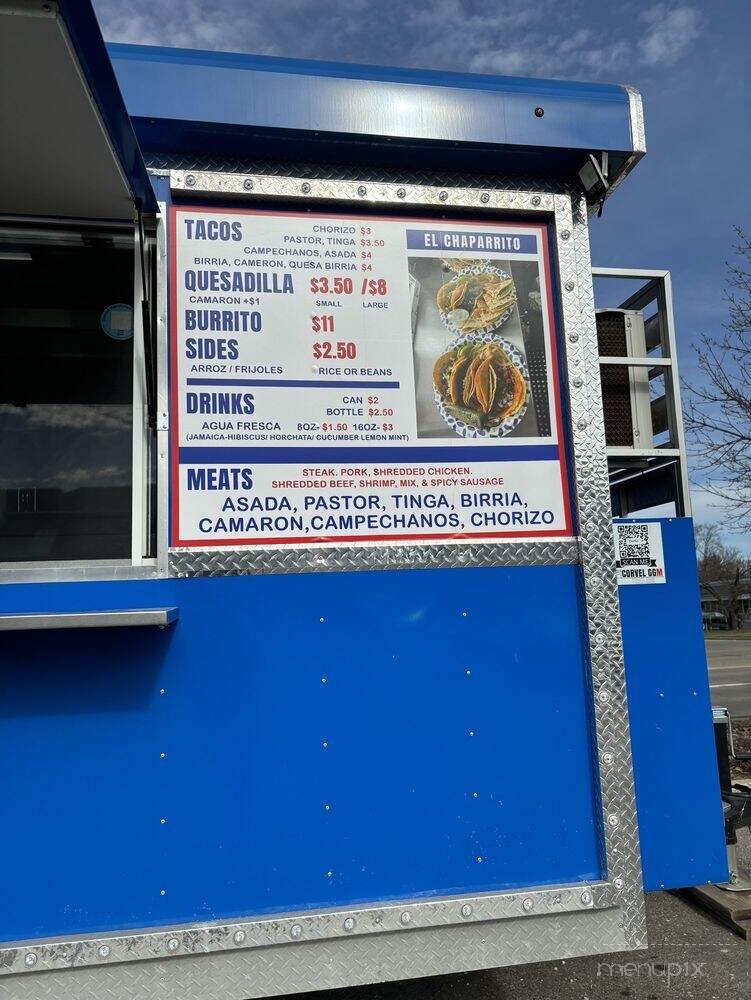 TACOS
CHORIZO $3
PASTOR, TINGA $3.50
CAMPECHANOS, ASADA $4
BIRRIA, CAMERON, QUESA BIRRIA $4
QUESADILLA $3.50 /$8
CAMARON +$1 SMALL LARGE
BURRITO $11
SIDES $2.50
ARROZ / FRIJOLES RICE OR BEANS
DRINKS
CAN $2
BOTTLE $2.50
AGUA FRESCA 8OZ- $1.50 16OZ- $3
(JAMAICA-HIBISCUS/ HORCHATA/ CUCUMBER LEMON MINT)
EL CHAPARRITO
MEATS
STEAK. PORK, SHREDDED CHICKEN.
SHREDDED BEEF, SHRIMP, MIX, & SPICY SAUSAGE
ASADA, PASTOR, TINGA, BIRRIA,
CAMARON,CAMPECHANOS, CHORIZO
SCAN ME
CORVEL GGM
menupix